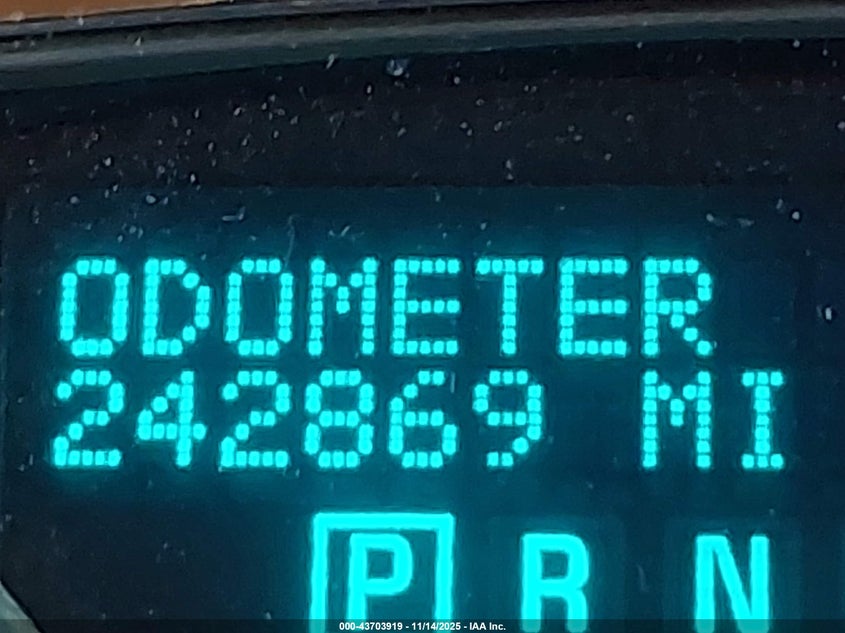 ODOMETER
242869 MI
P R N
000-43703919 - 11/14/2025 - IAA Inc.